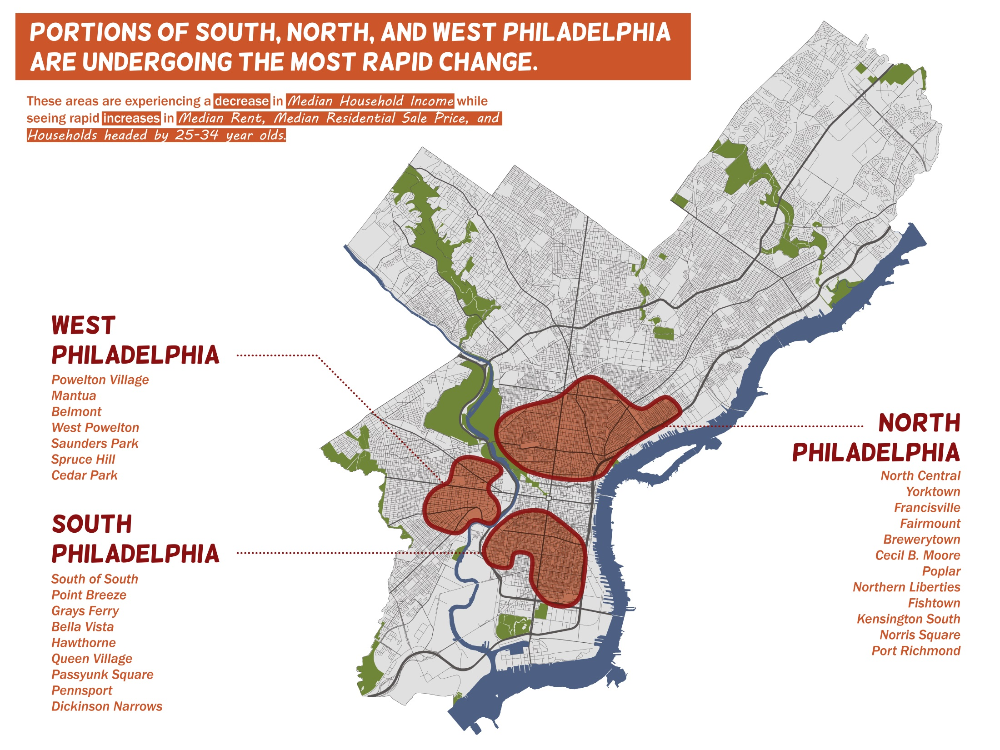 PORTIONS OF SOUTH, NORTH, AND WEST PHILADELPHIA
ARE UNDERGOING THE MOST RAPID CHANGE.
These areas are experiencing a decrease in Median Household Income while
seeing rapid increases in Median Rent, Median Residential Sale Price, and
Households headed by 25-34 year olds.
WEST
PHILADELPHIA
Powelton Village
Mantua
Belmont
West Powelton
Saunders Park
Spruce Hill
Cedar Park
SOUTH
PHILADELPHIA
South of South
Point Breeze
Grays Ferry
Bella Vista
Hawthorne
Queen Village
Passyunk Square
Pennsport
Dickinson Narrows
NORTH
PHILADELPHIA
North Central
Yorktown
Francisville
Fairmount
Brewerytown
Cecil B. Moore
Poplar
Northern Liberties
Fishtown
Kensington South
Norris Square
Port Richmond